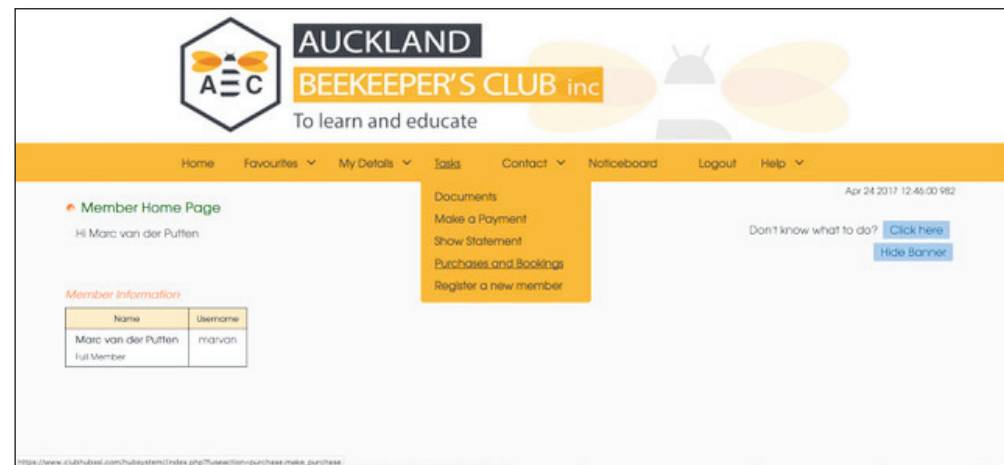 AUCKLAND
BEEKEEPER'S CLUB inc
AEC
To learn and educate
Home Favourites My Details Tasks Contact Noticeboard Logout Help
Documents
Make a Payment
Show Statement
Purchases and Bookings
Register a new member
Apr 24 2017 12:46:00 982
Member Home Page
Hi Marc van der Putten
Don't know what to do? Click here
Hide Banner
Member Information
Name Username
Marc van der Putten marvan
Full Member
https://www.clubhubssl.com/hubsystem/index.php?fuseaction=purchase.make_purchase